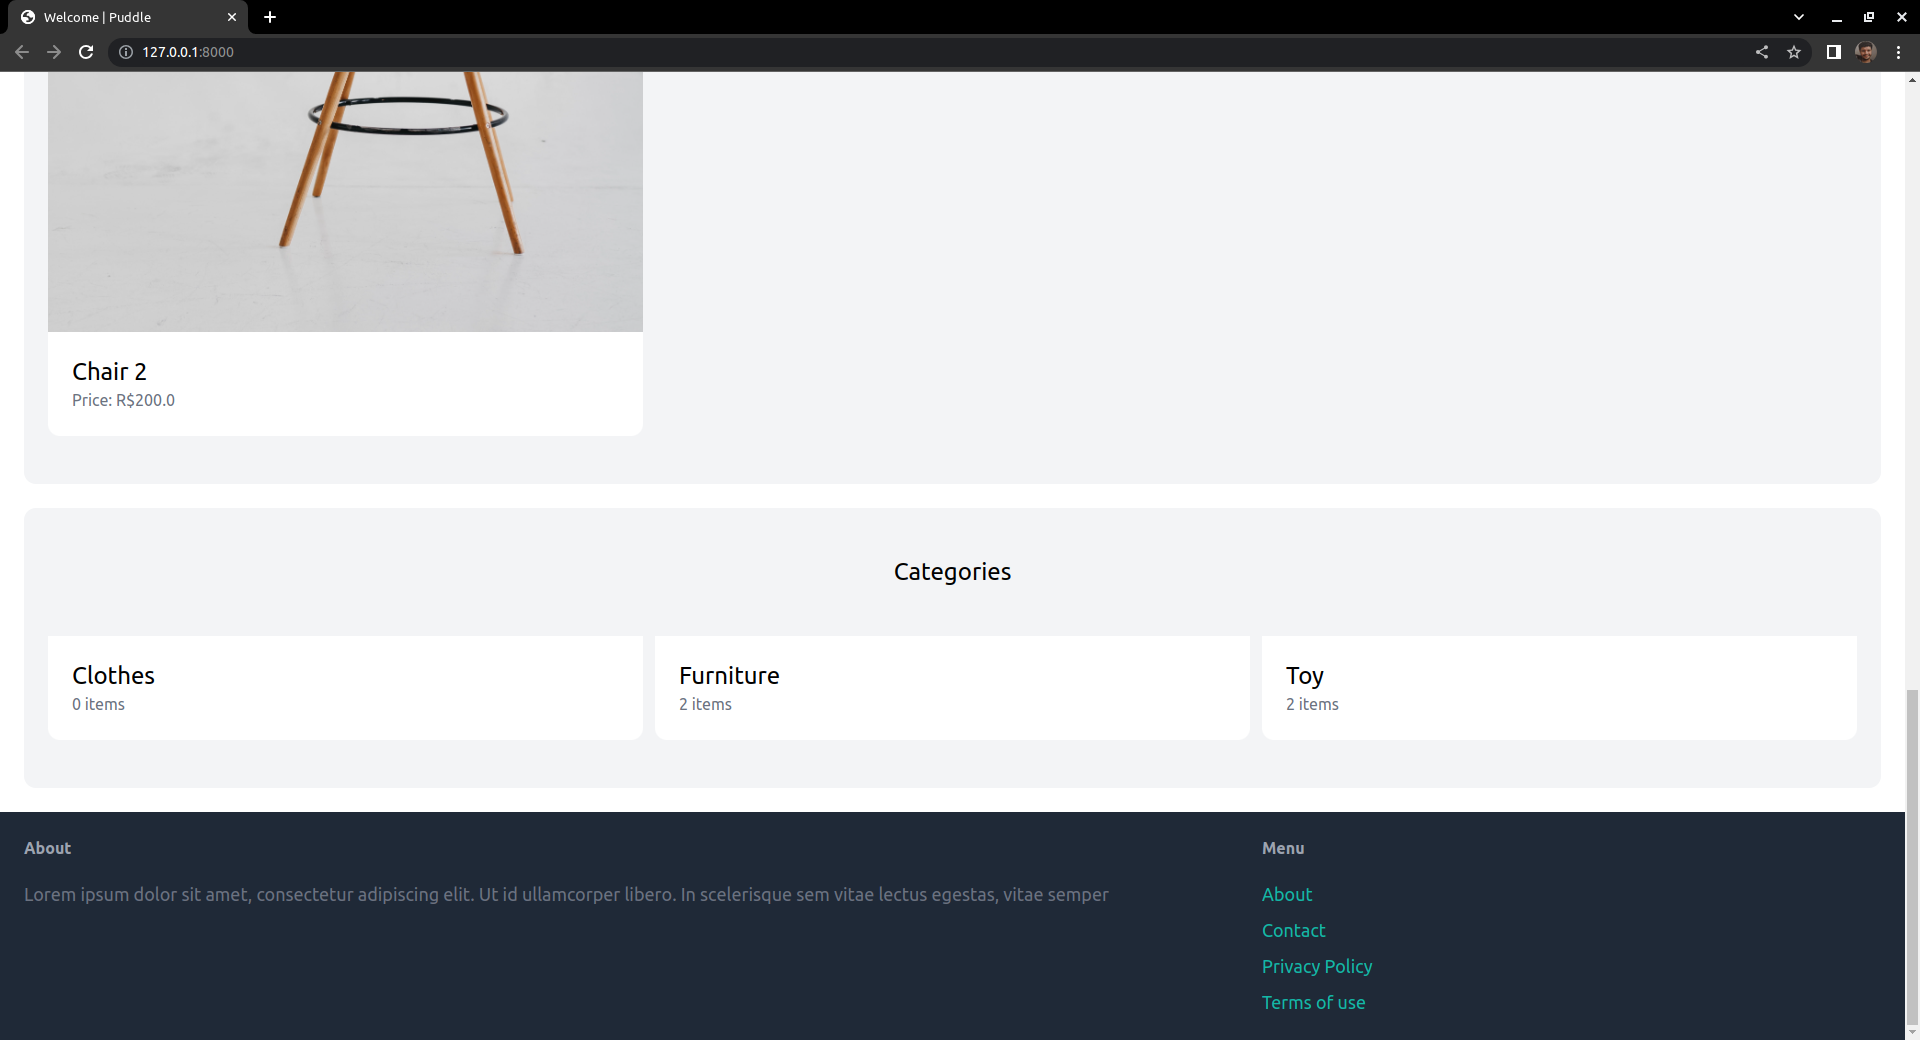 Welcome | Puddle
127.0.0.1:8000
Chair 2
Price: R$200.0
Categories
Clothes
0 items
Furniture
2 items
Toy
2 items
About
Lorem ipsum dolor sit amet, consectetur adipiscing elit. Ut id ullamcorper libero. In scelerisque sem vitae lectus egestas, vitae semper
Menu
About
Contact
Privacy Policy
Terms of use